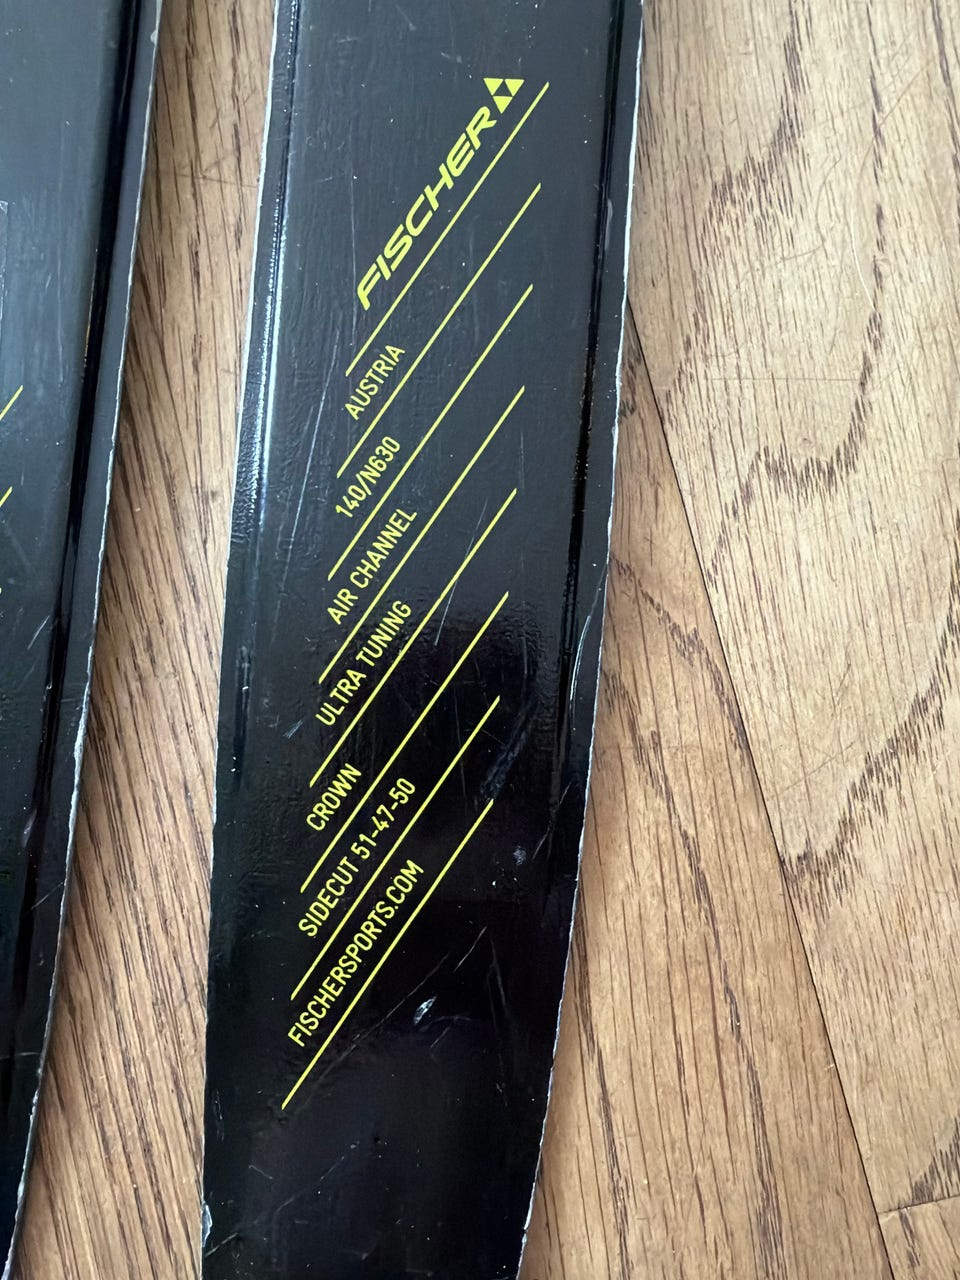 FISCHER
AUSTRIA
140/N630
AIR CHANNEL
ULTRA TUNING
CROWN
SIDECUT 51-47-50
FISCHERSPORTS.COM